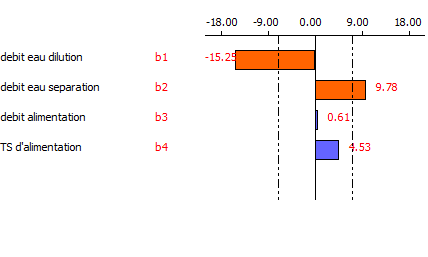 -18.00 -9.00 0.00 9.00 18.00
debit eau dilution b1 -15.25
debit eau separation b2 9.78
debit alimentation b3 0.61
TS d'alimentation b4 4.53